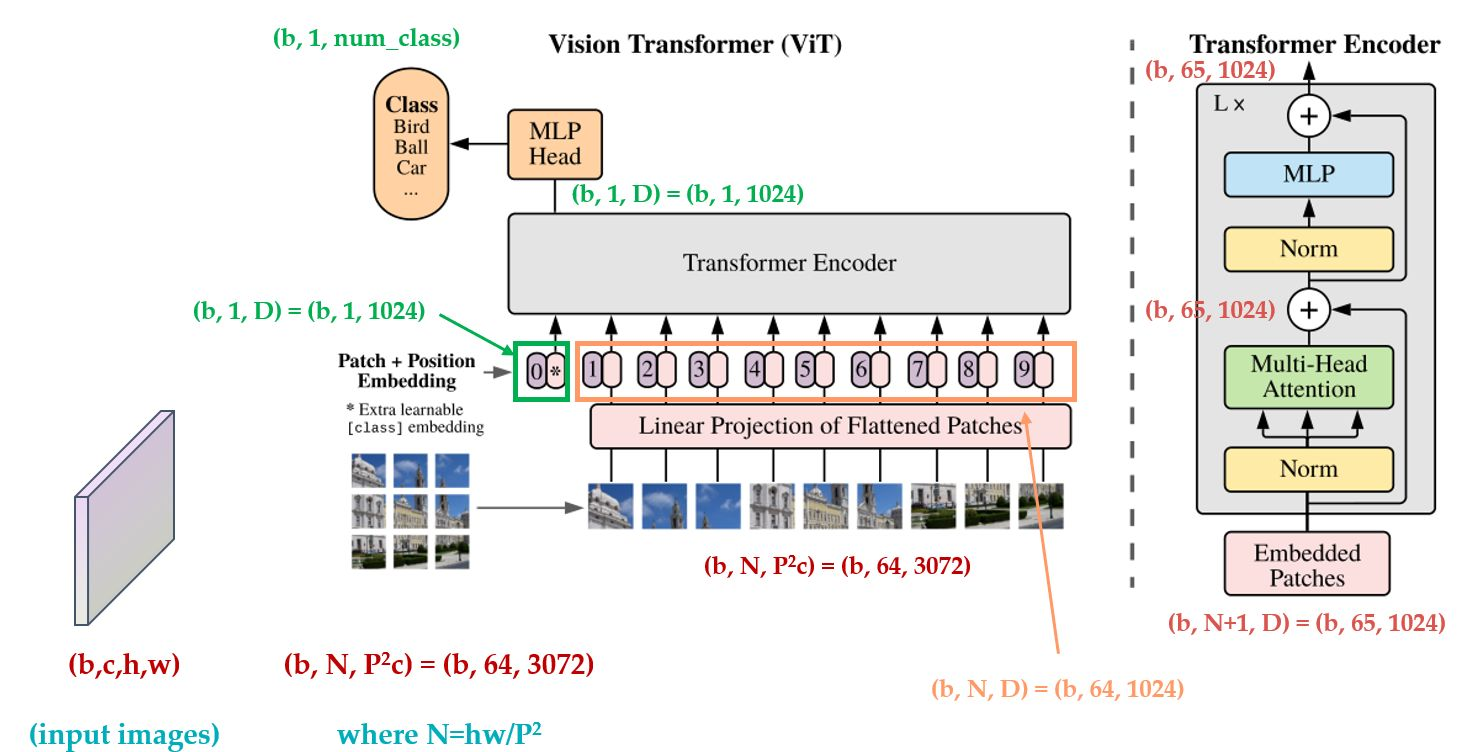 (b, 1, num_class)
Vision Transformer (ViT)
Class
Bird
Ball
Car
...
MLP
Head
(b, 1, D) = (b, 1, 1024)
Transformer Encoder
(b, 1, D) = (b, 1, 1024)
Patch + Position
Embedding
* Extra learnable
[class] embedding
0 * 1 2 3 4 5 6 7 8 9
Linear Projection of Flattened Patches
(b, N, P²c) = (b, 64, 3072)
(b,c,h,w)
(b, N, P²c) = (b, 64, 3072)
(b, N, D) = (b, 64, 1024)
(input images)
where N=hw/P²
Transformer Encoder
(b, 65, 1024)
L ×
+
MLP
Norm
(b, 65, 1024)
+
Multi-Head
Attention
Norm
Embedded
Patches
(b, N+1, D) = (b, 65, 1024)